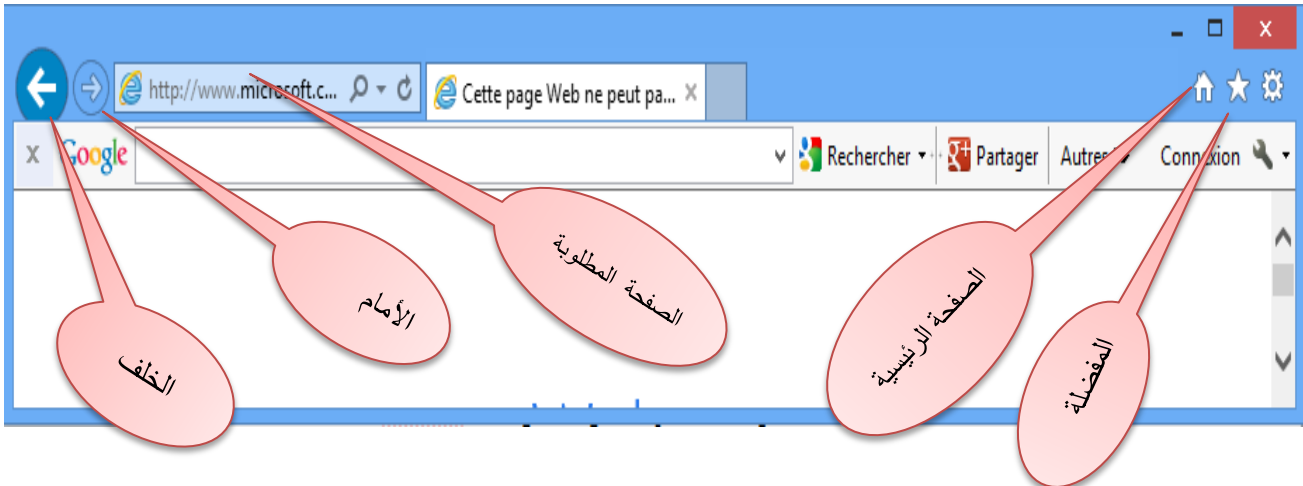 http://www.microsoft.c...
Cette page Web ne peut pa...
Google
Rechercher
Partager
Connexion
الصفحة المطلوبة
الأمام
الخلف
الصفحة الرئيسية
المفضلة